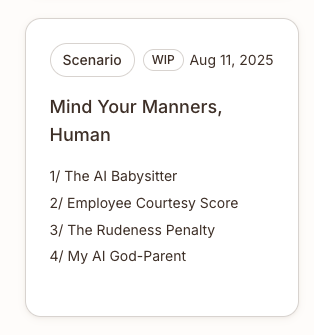 Scenario WIP Aug 11, 2025
Mind Your Manners,
Human
1/ The AI Babysitter
2/ Employee Courtesy Score
3/ The Rudeness Penalty
4/ My AI God-Parent